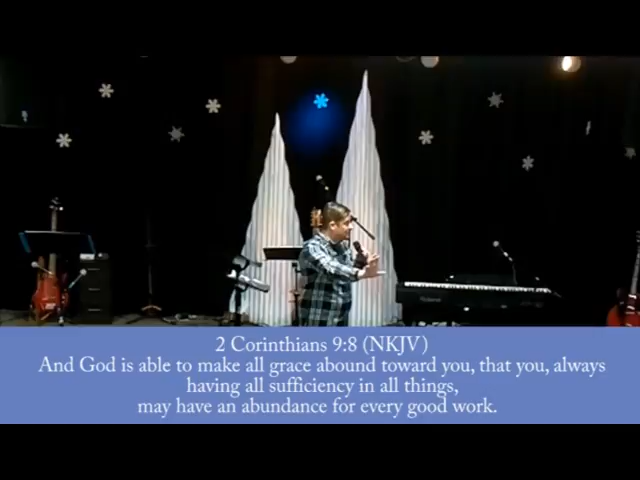 Roland
2 Corinthians 9:8 (NKJV)
And God is able to make all grace abound toward you, that you, always
having all sufficiency in all things,
may have an abundance for every good work.